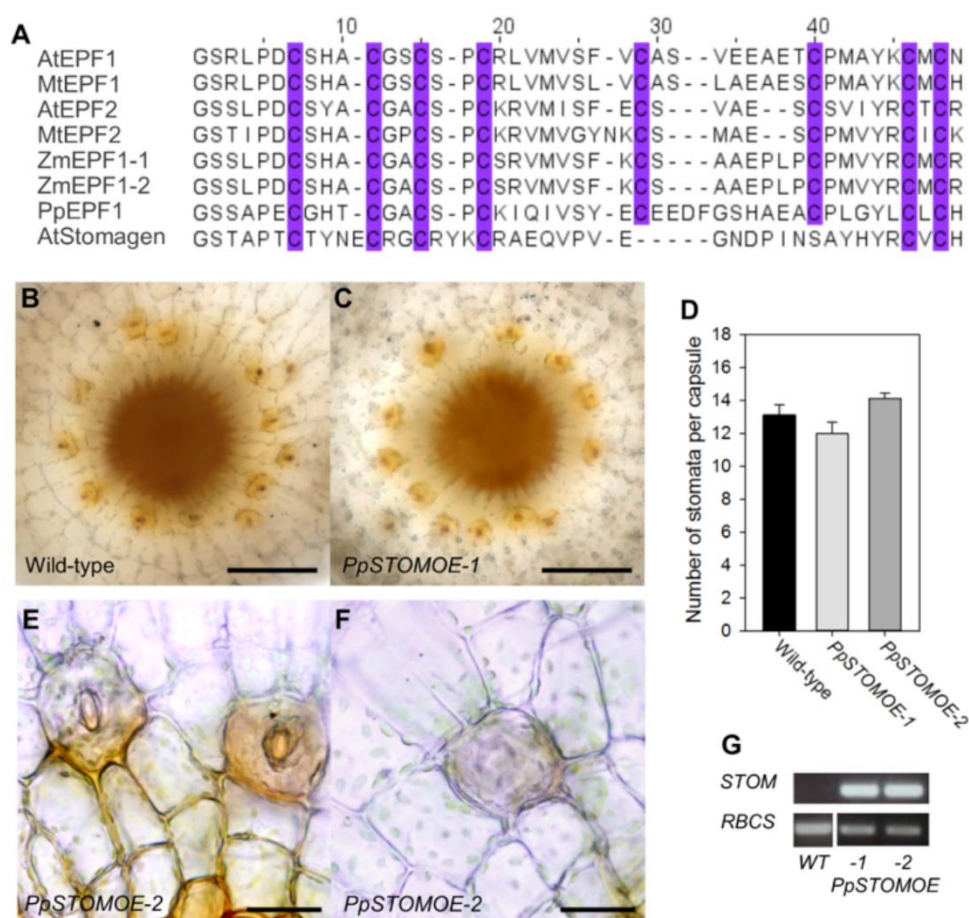 A
10 20 30 40
AtEPF1 GSRLPDCSHA-CGSCS-PCRLVMVSF-VCAS--VEEAETCPMAYKCMCN
MtEPF1 GSRLPDCSHA-CGSCS-PCRLVMVSL-VCAS--LAEAESCPMAYKCMCH
AtEPF2 GSRLPDCSYA-CGACS-PCKRVMISF-ECS---VAE--SCSVIYRCTCR
MtEPF2 GSTIPDCSHA-CGPCS-PCKRVMVGYNKCS---MAE--SCPMVYRCICK
ZmEPF1-1 GSSLPDCSHA-CGACS-PCSRVMVSF-KCS---AAEPLPCPMVYRCMCR
ZmEPF1-2 GSSLPDCSHA-CGACS-PCSRVMVSF-KCS---AAEPLPCPMVYRCMCR
PpEPF1 GSSAPECGHT-CGACS-PCKIQIVSY-ECEEDFGSHAEACPLGYLCLCH
AtStomagen GSTAPTCTYNECRGCRYKCRAEQVPV-E-----GNDPINSAYHYRCVCH
B
Wild-type
C
PpSTOMOE-1
D
Number of stomata per capsule
18
16
14
12
10
8
6
4
2
0
Wild-type
PpSTOMOE-1
PpSTOMOE-2
E
PpSTOMOE-2
F
PpSTOMOE-2
G
STOM
RBCS
WT -1 -2
PpSTOMOE